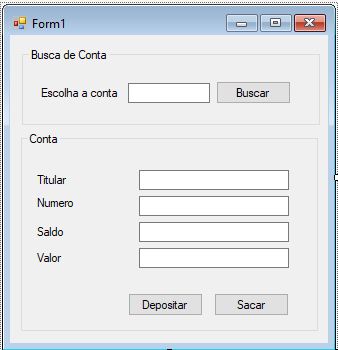 Form1
Busca de Conta
Escolha a conta Buscar
Conta
Titular
Numero
Saldo
Valor
Depositar Sacar